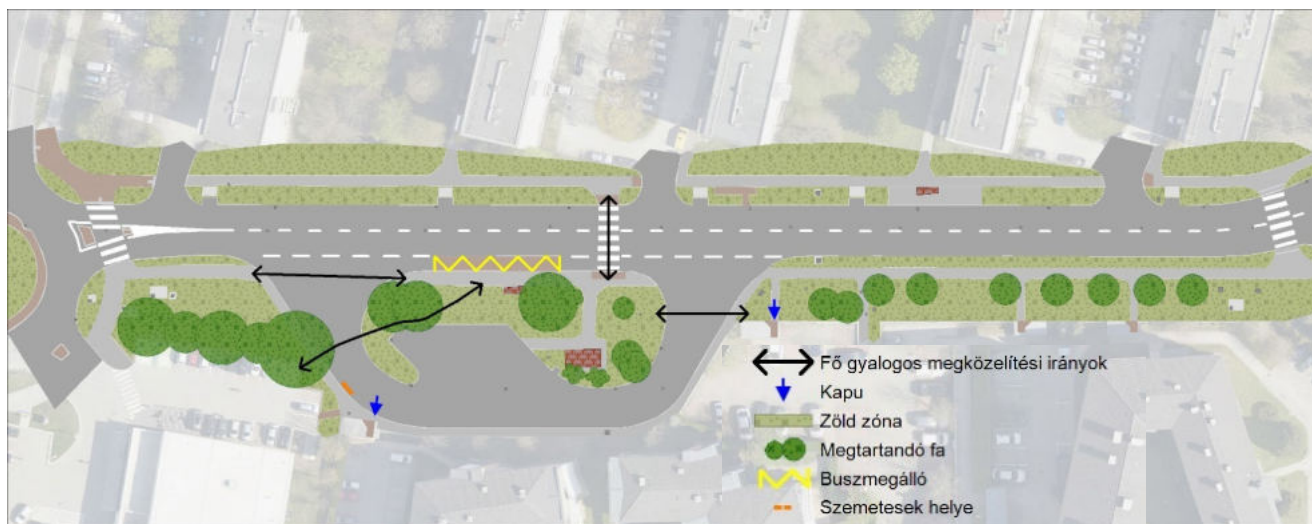 Fő gyalogos megközelítési irányok
Kapu
Zöld zóna
Megtartandó fa
Buszmegálló
Szemetesek helye